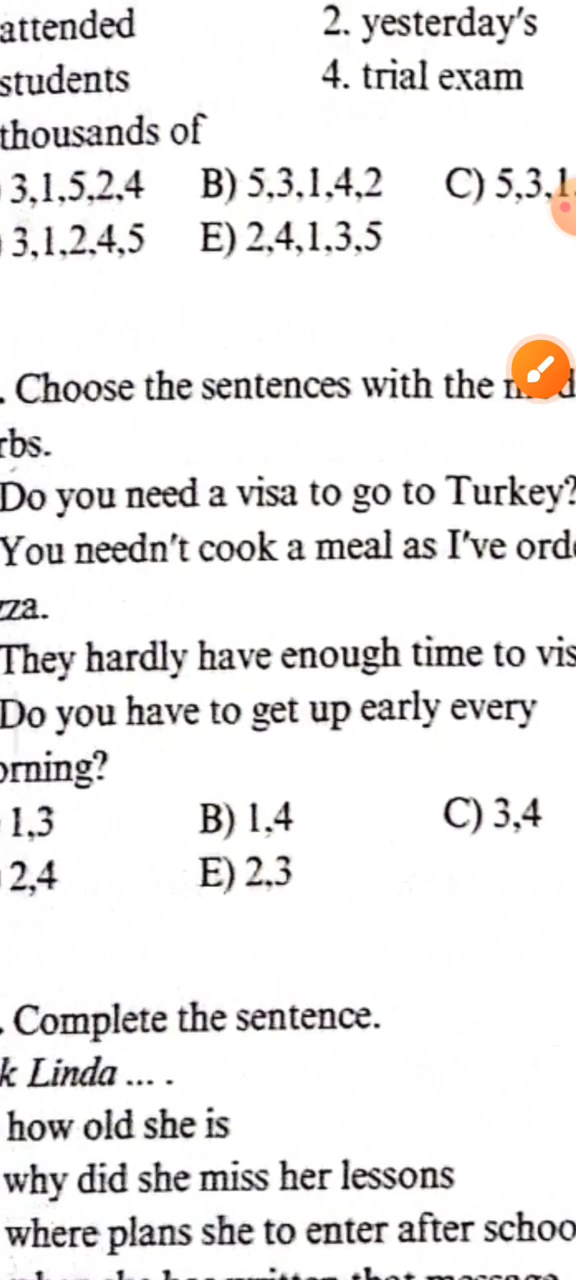 attended 2. yesterday's
students 4. trial exam
thousands of
3,1,5,2,4 B) 5,3,1,4,2 C) 5,3,1
3,1,2,4,5 E) 2,4,1,3,5
. Choose the sentences with the
rbs.
Do you need a visa to go to Turkey?
You needn't cook a meal as I've ord
zza.
They hardly have enough time to vis
Do you have to get up early every
orning?
1,3 B) 1,4 C) 3,4
2,4 E) 2,3
. Complete the sentence.
k Linda ... .
how old she is
why did she miss her lessons
where plans she to enter after schoo